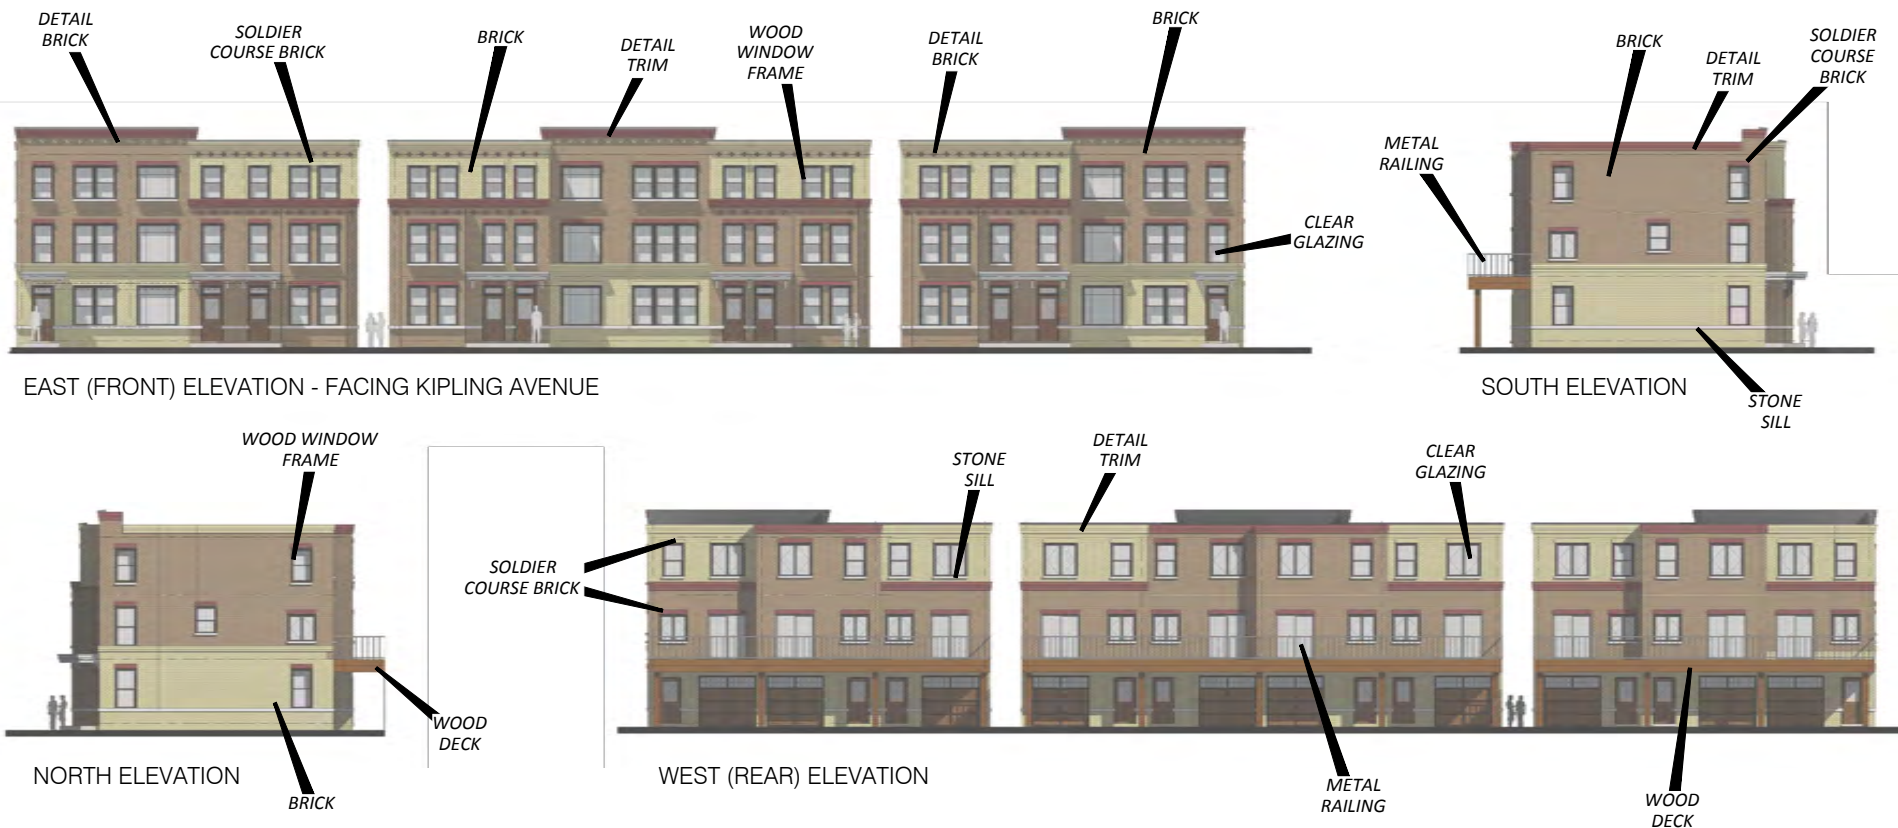 DETAIL
BRICK
SOLDIER
COURSE BRICK
BRICK
DETAIL
TRIM
WOOD
WINDOW
FRAME
DETAIL
BRICK
BRICK
CLEAR
GLAZING
EAST (FRONT) ELEVATION - FACING KIPLING AVENUE
METAL
RAILING
BRICK
DETAIL
TRIM
SOLDIER
COURSE
BRICK
SOUTH ELEVATION
STONE
SILL
WOOD WINDOW
FRAME
WOOD
DECK
NORTH ELEVATION
BRICK
SOLDIER
COURSE BRICK
STONE
SILL
DETAIL
TRIM
CLEAR
GLAZING
WEST (REAR) ELEVATION
METAL
RAILING
WOOD
DECK